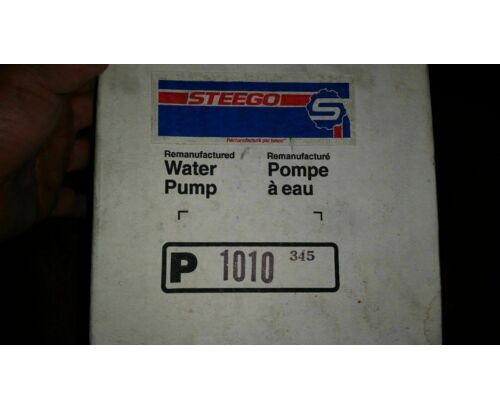 STEEGO S
Remanufactured
Water
Pump
Remanufacturé
Pompe
à eau
P 1010 345